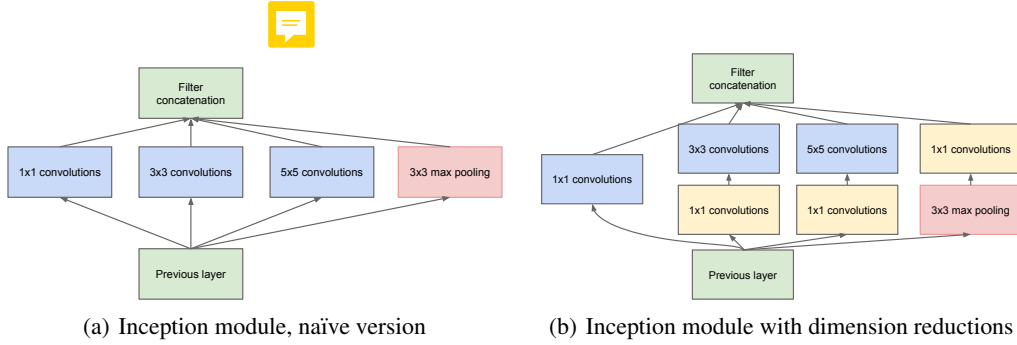 Filter
concatenation
1x1 convolutions
3x3 convolutions
5x5 convolutions
3x3 max pooling
Previous layer
(a) Inception module, naïve version
Filter
concatenation
3x3 convolutions
5x5 convolutions
1x1 convolutions
1x1 convolutions
1x1 convolutions
1x1 convolutions
3x3 max pooling
Previous layer
(b) Inception module with dimension reductions